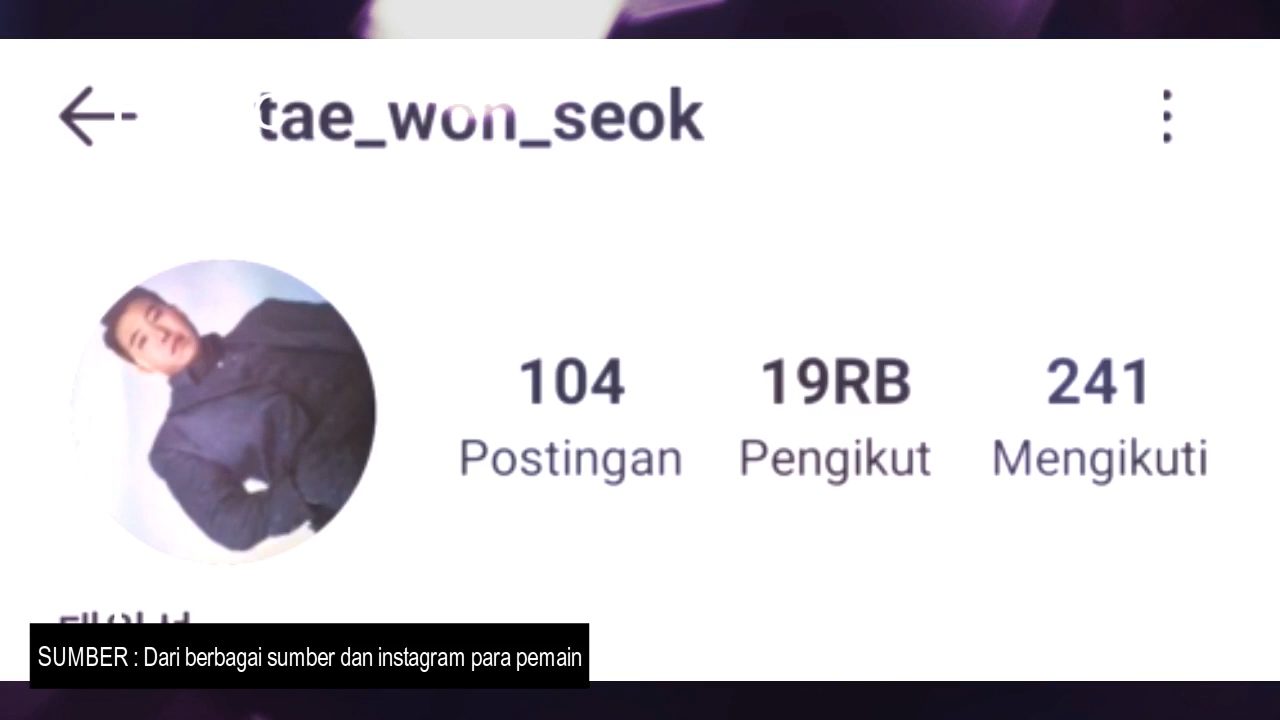 tae_won_seok
104 19RB 241
Postingan Pengikut Mengikuti
SUMBER : Dari berbagai sumber dan instagram para pemain